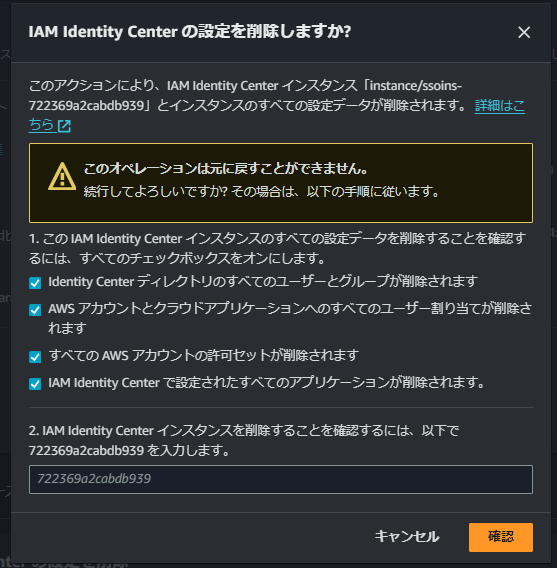 IAM Identity Center の設定を削除しますか?
このアクションにより、IAM Identity Center インスタンス「instance/ssoins-
722369a2cabdb939」とインスタンスのすべての設定データが削除されます。 詳細はこ
ちら
このオペレーションは元に戻すことができません。
続行してよろしいですか? その場合は、以下の手順に従います。
1. この IAM Identity Center インスタンスのすべての設定データを削除することを確認す
るには、すべてのチェックボックスをオンにします。
Identity Center ディレクトリのすべてのユーザーとグループが削除されます
AWS アカウントとクラウドアプリケーションへのすべてのユーザー割り当てが削除さ
れます
すべての AWS アカウントの許可セットが削除されます
IAM Identity Center で設定されたすべてのアプリケーションが削除されます。
2. IAM Identity Center インスタンスを削除することを確認するには、以下で
722369a2cabdb939 を入力します。
722369a2cabdb939
キャンセル
確認